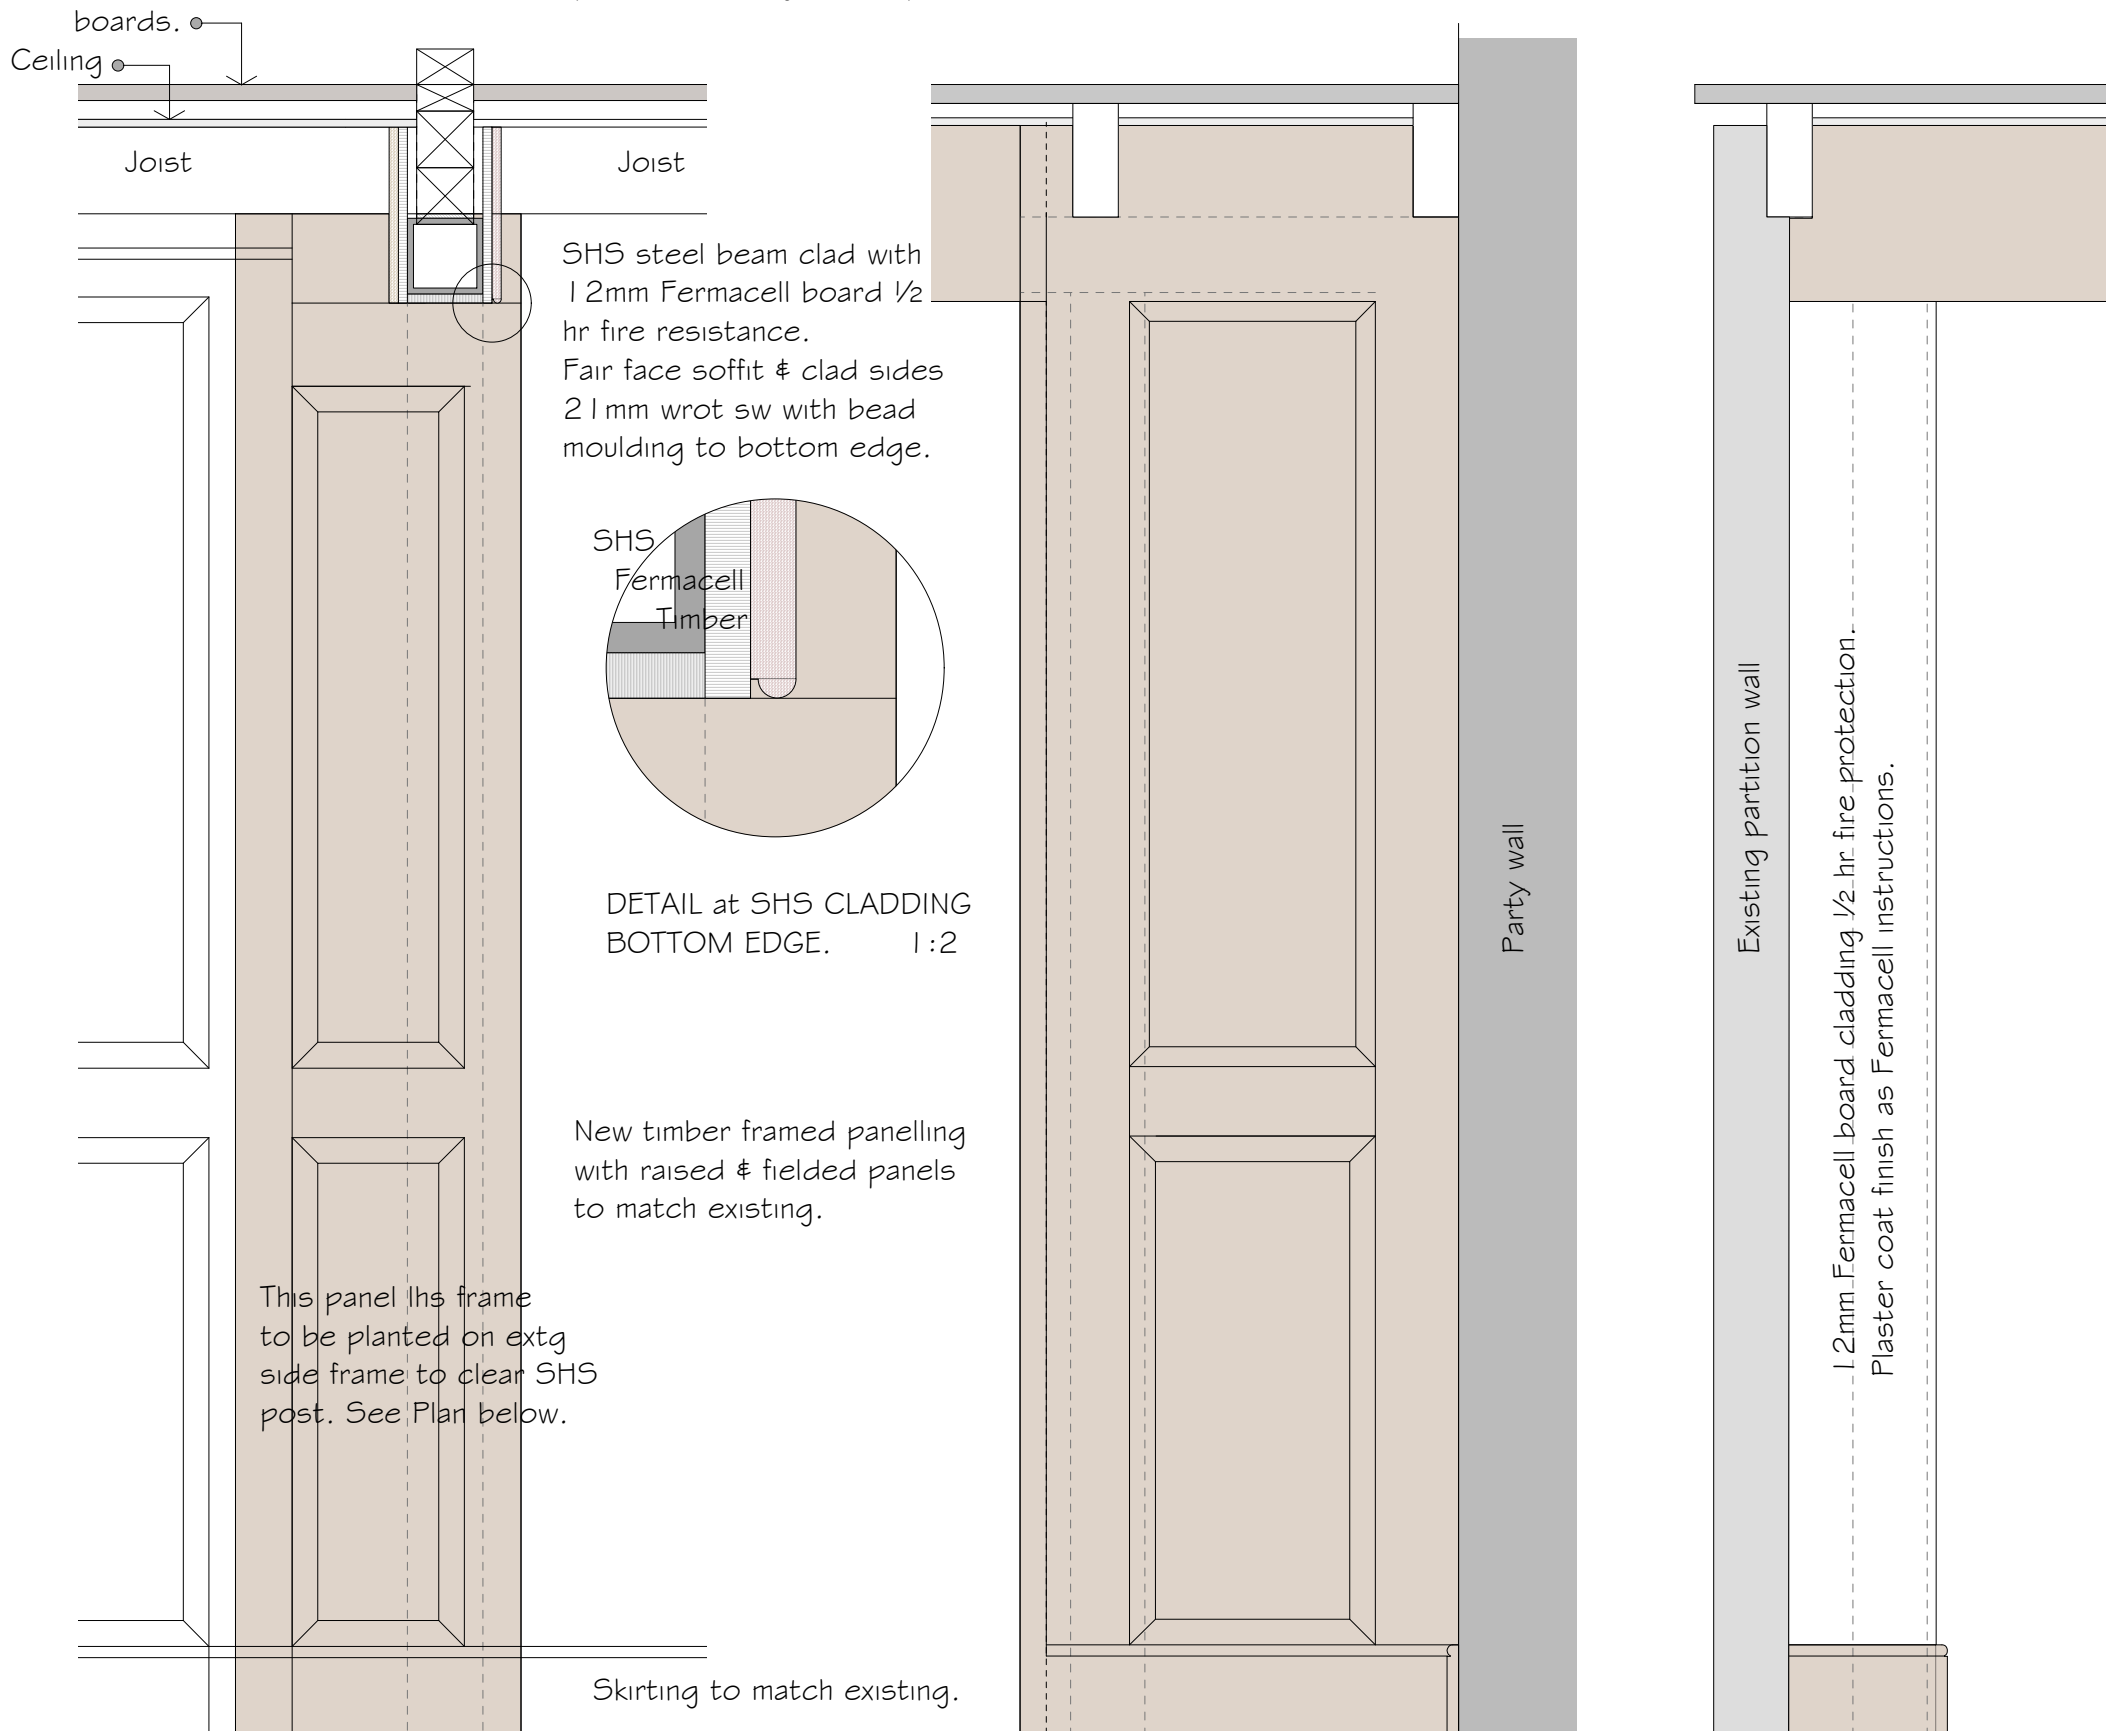 boards.
Ceiling
Joist
Joist
SHS steel beam clad with
12mm Fermacell board ½
hr fire resistance.
Fair face soffit & clad sides
21mm wrot sw with bead
moulding to bottom edge.
SHS
Fermacell
Timber
DETAIL at SHS CLADDING
BOTTOM EDGE. 1:2
New timber framed panelling
with raised & fielded panels
to match existing.
This panel lhs frame
to be planted on extg
side frame to clear SHS
post. See Plan below.
Skirting to match existing.
Party wall
Existing partition wall
12mm Fermacell board cladding ½ hr fire protection.
Plaster coat finish as Fermacell instructions.